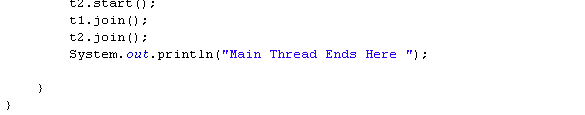 t2.start();
t1.join();
t2.join();
System.out.println("Main Thread Ends Here ");
}
}